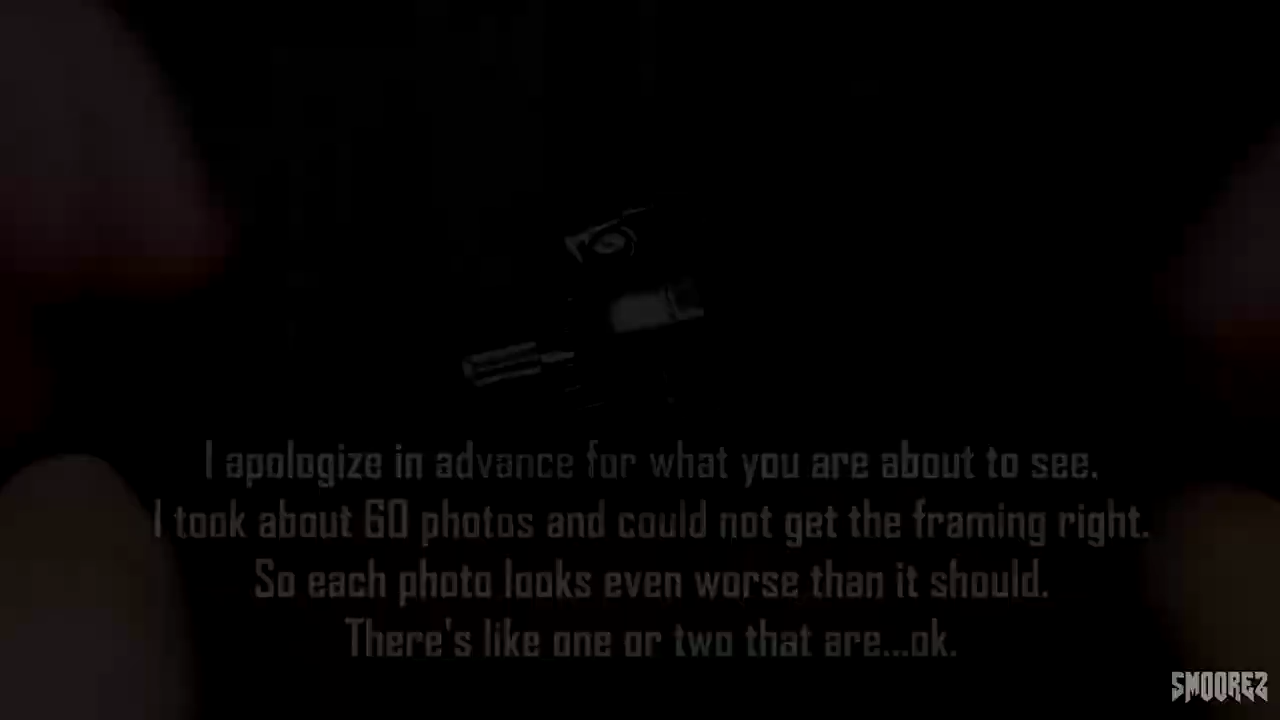 I apologize in advance for what you are about to see.
I took about 60 photos and could not get the framing right.
So each photo looks even worse than it should.
There's like one or two that are...ok.
SMOOREZ